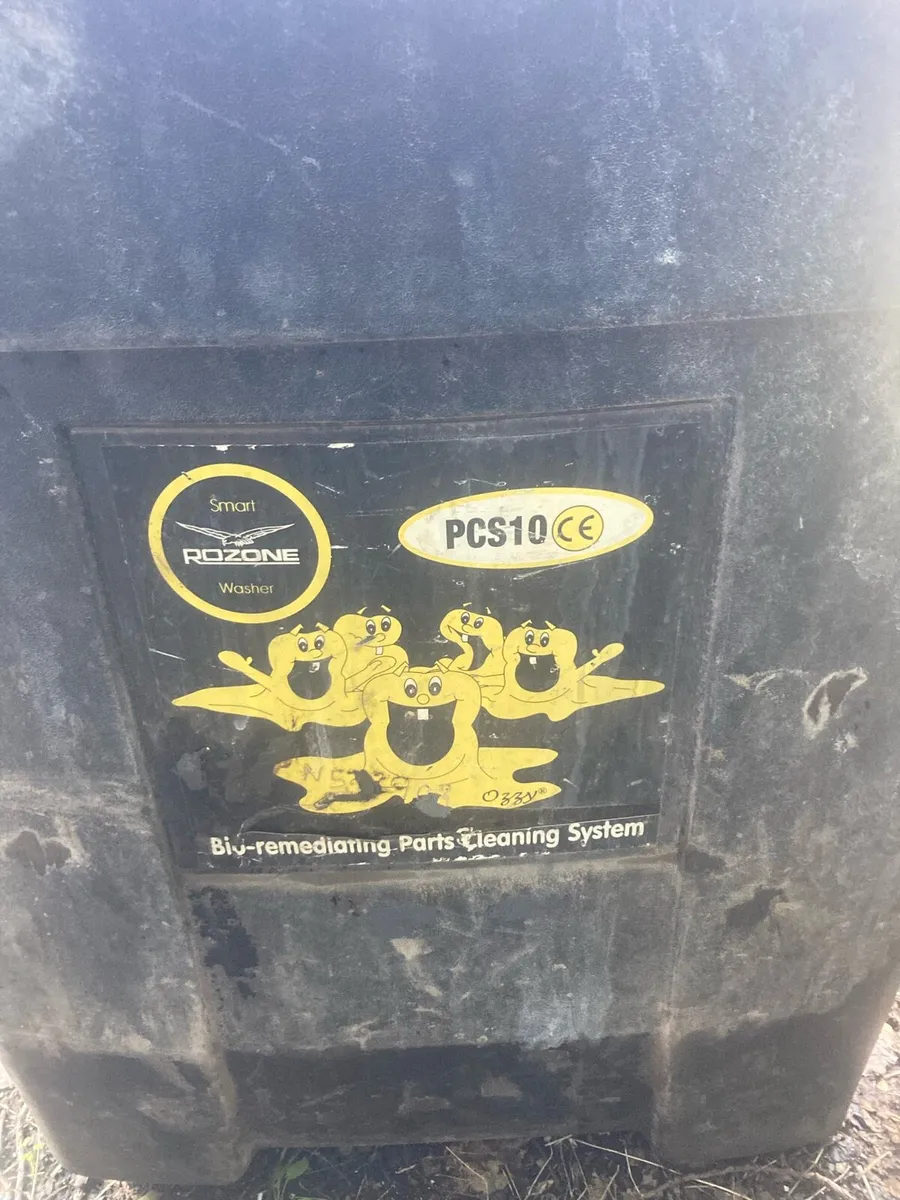 Smart
ROZONE
Washer
PCS10 CE
Ozzy®
Bio-remediating Parts Cleaning System